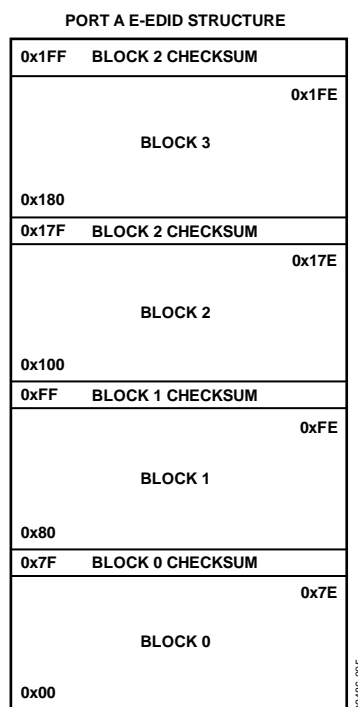 PORT A E-EDID STRUCTURE
0x1FF BLOCK 2 CHECKSUM
0x1FE
BLOCK 3
0x180
0x17F BLOCK 2 CHECKSUM
0x17E
BLOCK 2
0x100
0xFF BLOCK 1 CHECKSUM
0xFE
BLOCK 1
0x80
0x7F BLOCK 0 CHECKSUM
0x7E
BLOCK 0
0x00